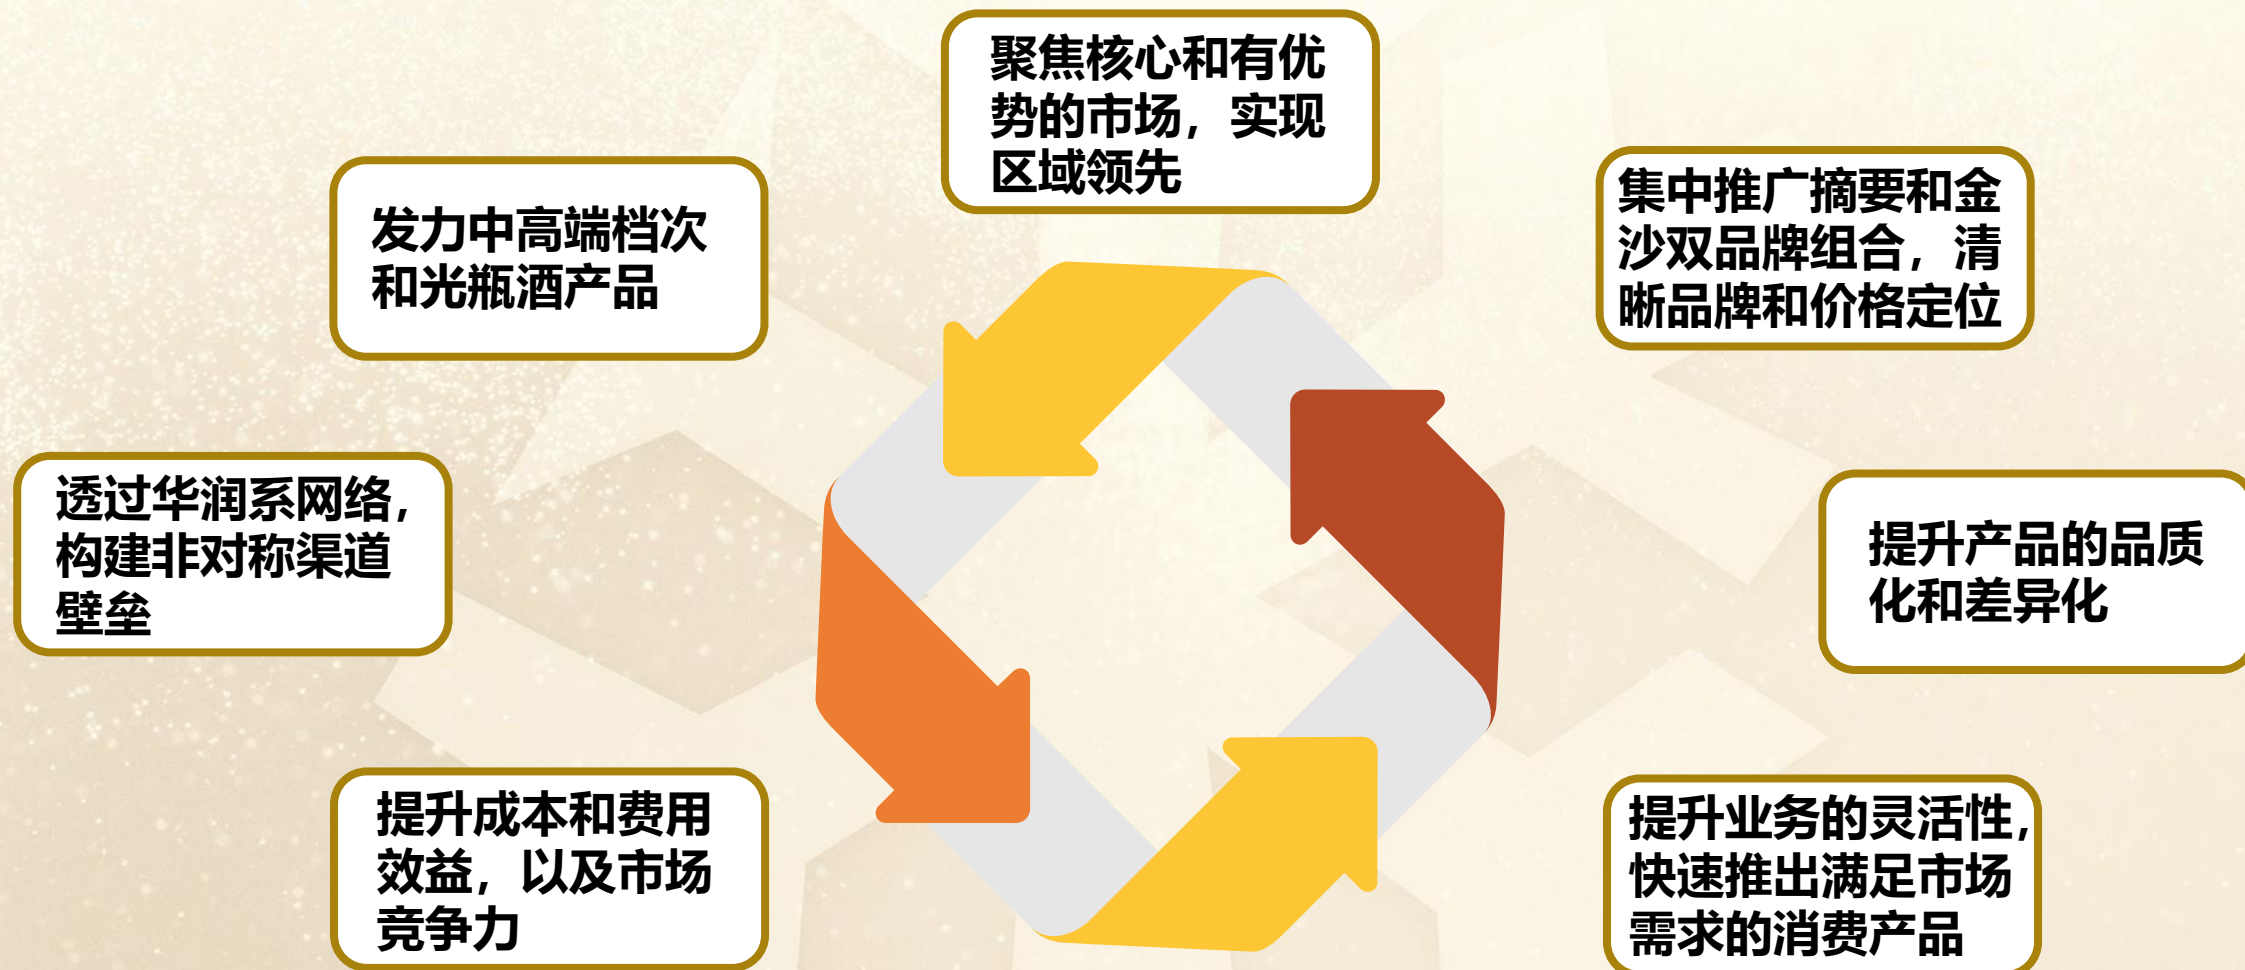 聚焦核心和有优
势的市场，实现
区域领先
发力中高端档次
和光瓶酒产品
集中推广摘要和金
沙双品牌组合，清
晰品牌和价格定位
透过华润系网络，
构建非对称渠道
壁垒
提升产品的品质
化和差异化
提升成本和费用
效益，以及市场
竞争力
提升业务的灵活性，
快速推出满足市场
需求的消费产品